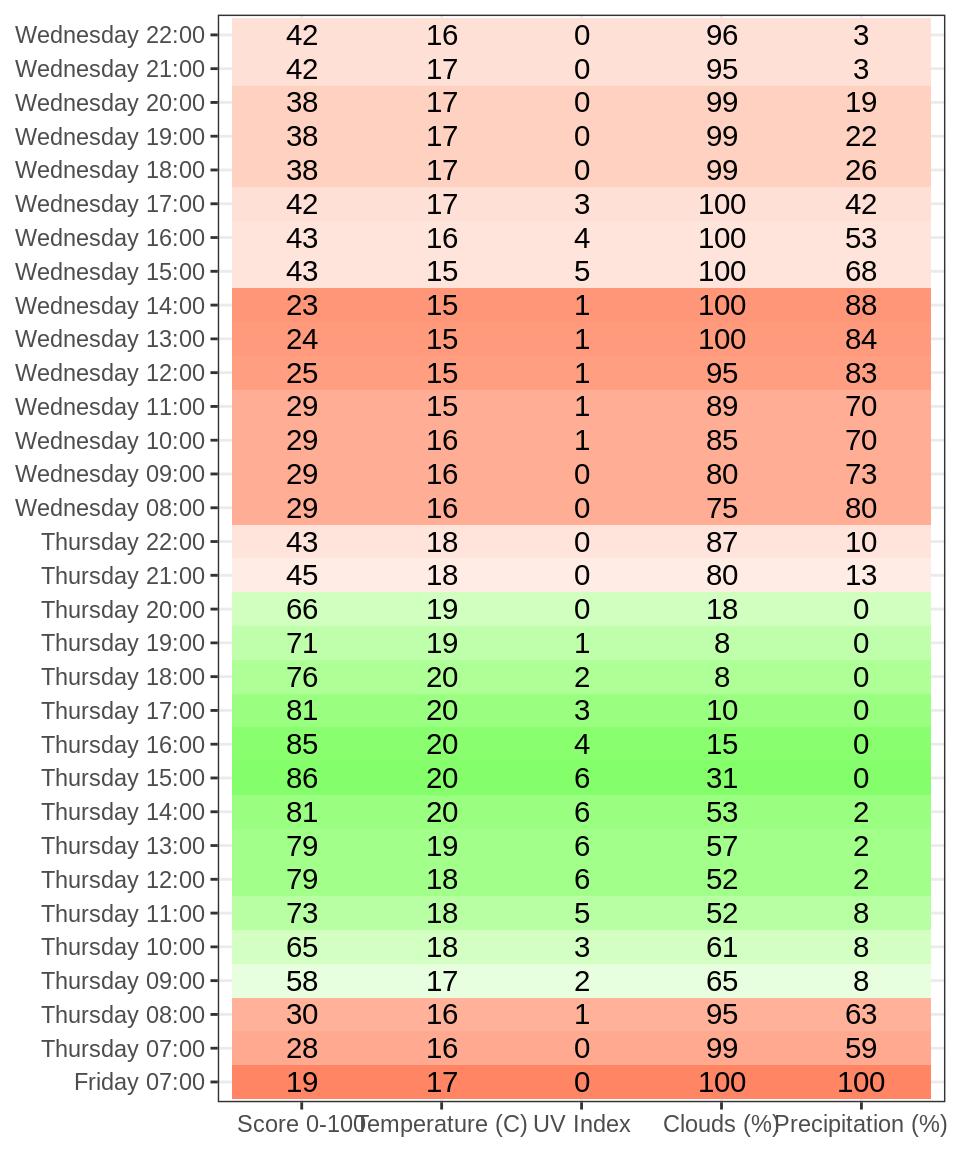 Wednesday 22:00 42 16 0 96 3
Wednesday 21:00 42 17 0 95 3
Wednesday 20:00 38 17 0 99 19
Wednesday 19:00 38 17 0 99 22
Wednesday 18:00 38 17 0 99 26
Wednesday 17:00 42 17 3 100 42
Wednesday 16:00 43 16 4 100 53
Wednesday 15:00 43 15 5 100 68
Wednesday 14:00 23 15 1 100 88
Wednesday 13:00 24 15 1 100 84
Wednesday 12:00 25 15 1 95 83
Wednesday 11:00 29 15 1 89 70
Wednesday 10:00 29 16 1 85 70
Wednesday 09:00 29 16 0 80 73
Wednesday 08:00 29 16 0 75 80
Thursday 22:00 43 18 0 87 10
Thursday 21:00 45 18 0 80 13
Thursday 20:00 66 19 0 18 0
Thursday 19:00 71 19 1 8 0
Thursday 18:00 76 20 2 8 0
Thursday 17:00 81 20 3 10 0
Thursday 16:00 85 20 4 15 0
Thursday 15:00 86 20 6 31 0
Thursday 14:00 81 20 6 53 2
Thursday 13:00 79 19 6 57 2
Thursday 12:00 79 18 6 52 2
Thursday 11:00 73 18 5 52 8
Thursday 10:00 65 18 3 61 8
Thursday 09:00 58 17 2 65 8
Thursday 08:00 30 16 1 95 63
Thursday 07:00 28 16 0 99 59
Friday 07:00 19 17 0 100 100
Score 0-100 Temperature (C) UV Index Clouds (%) Precipitation (%)